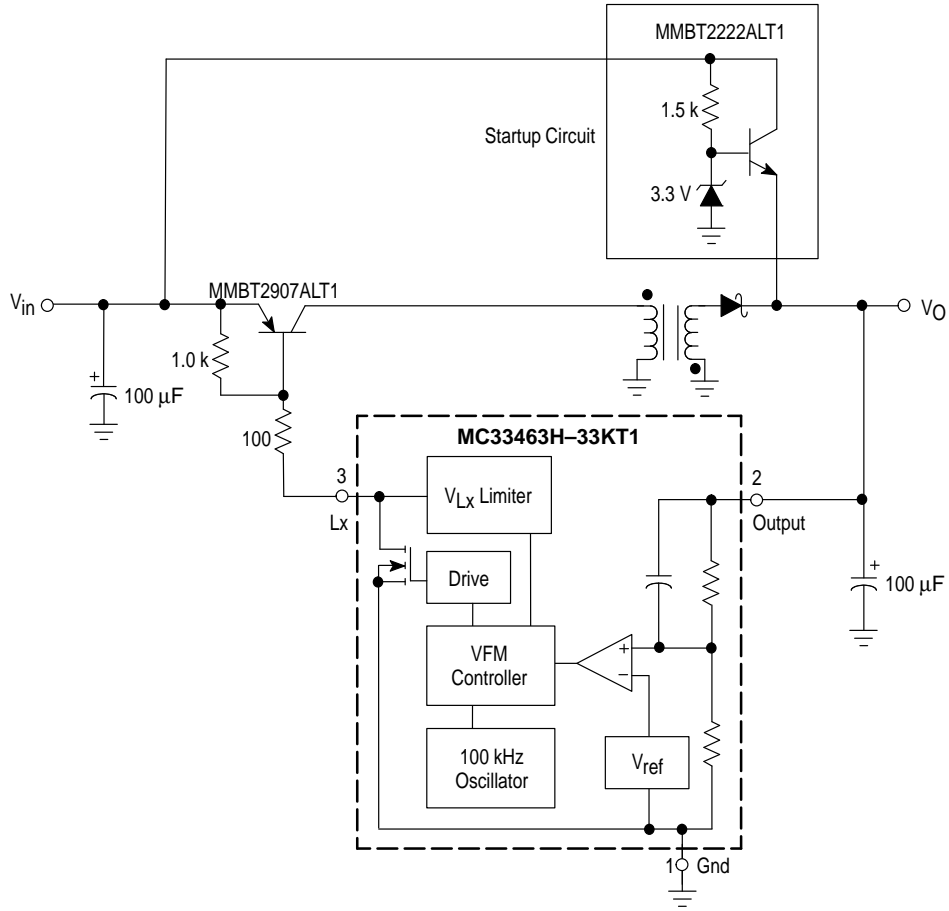 MMBT2222ALT1
1.5 k
Startup Circuit
3.3 V
Vin
MMBT2907ALT1
VO
1.0 k
+
100 µF
100
MC33463H–33KT1
3
Lx
VLx Limiter
2
Output
Drive
+
100 µF
VFM
Controller
+
–
100 kHz
Oscillator
Vref
1
Gnd